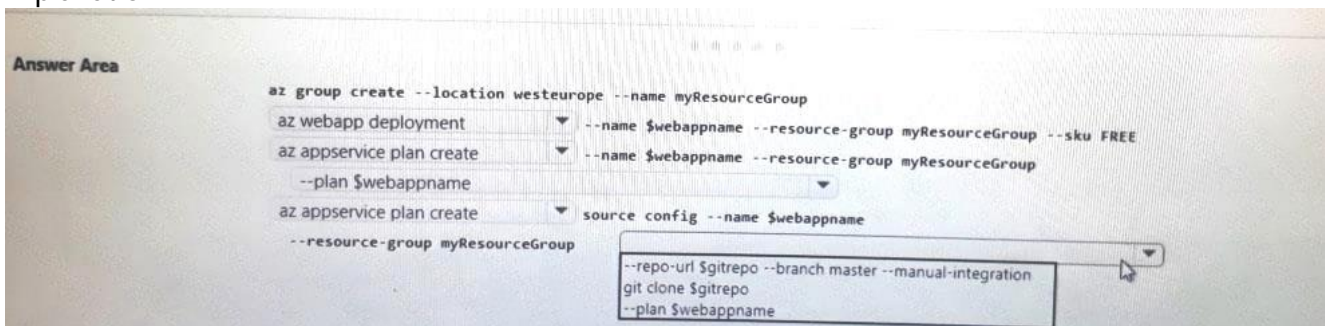 Answer Area
az group create --location westeurope --name myResourceGroup
az webapp deployment --name $webappname --resource-group myResourceGroup --sku FREE
az appservice plan create --name $webappname --resource-group myResourceGroup
--plan $webappname
az appservice plan create source config --name $webappname
--resource-group myResourceGroup
--repo-url $gitrepo --branch master --manual-integration
git clone $gitrepo
--plan $webappname